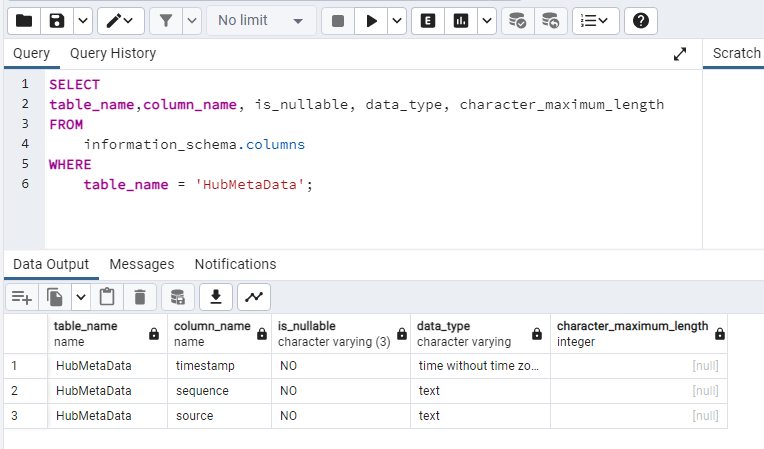 No limit
E
Query Query History Scratch
1 SELECT
2 table_name,column_name, is_nullable, data_type, character_maximum_length
3 FROM
4 information_schema.columns
5 WHERE
6 table_name = 'HubMetaData';
Data Output Messages Notifications
table_name column_name is_nullable data_type character_maximum_length
name name character varying (3) character varying integer
1 HubMetaData timestamp NO time without time zo... [null]
2 HubMetaData sequence NO text [null]
3 HubMetaData source NO text [null]